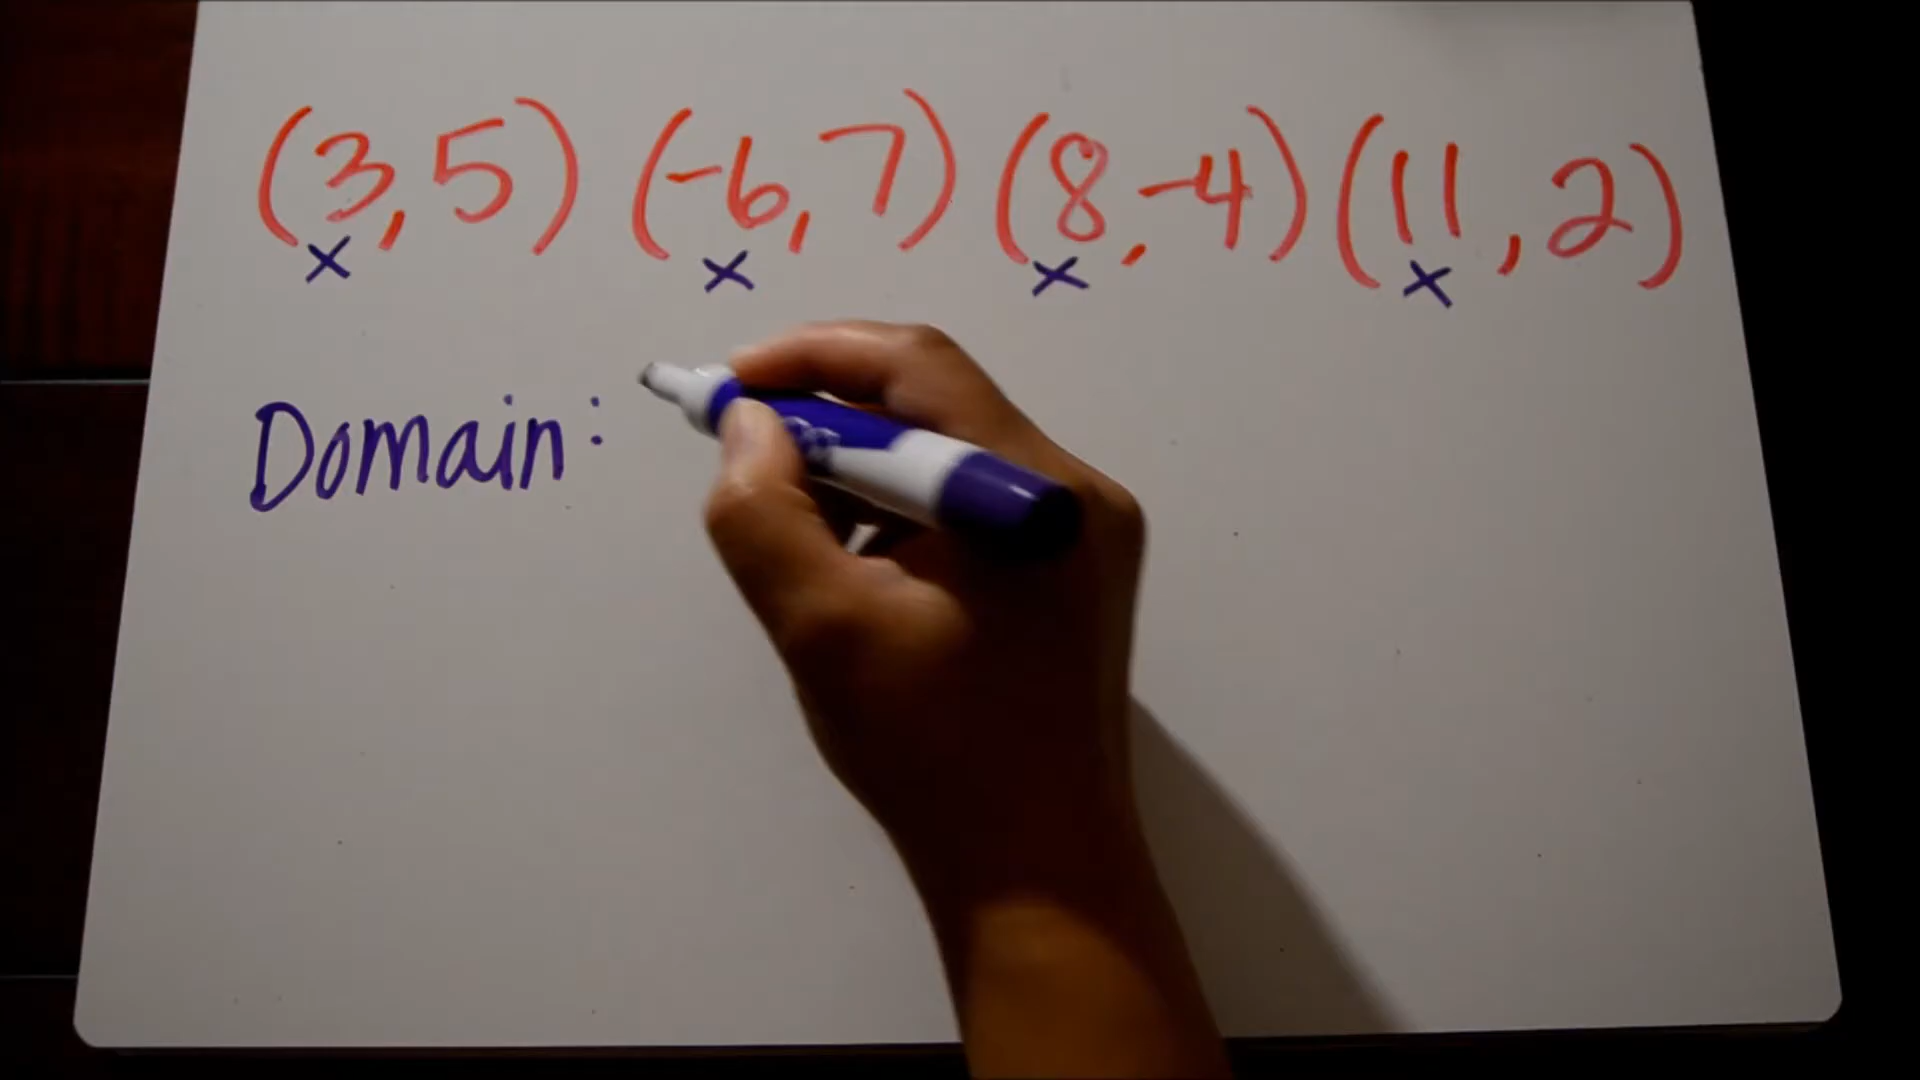 (3,5) (-6,7) (8,-4) (11,2)
x x x x
Domain: